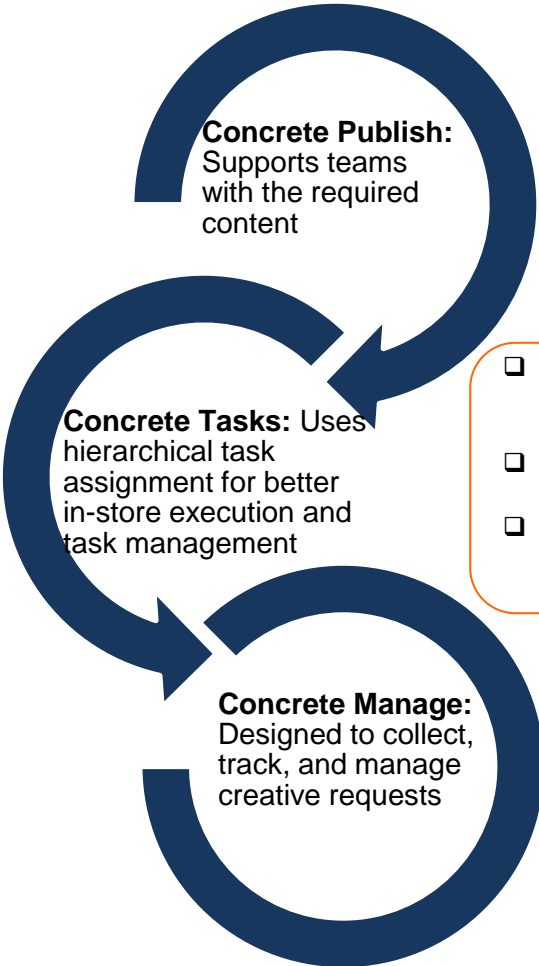 Concrete Publish:
Supports teams
with the required
content
Concrete Tasks: Uses
hierarchical task
assignment for better
in-store execution and
task management
Concrete Manage:
Designed to collect,
track, and manage
creative requests